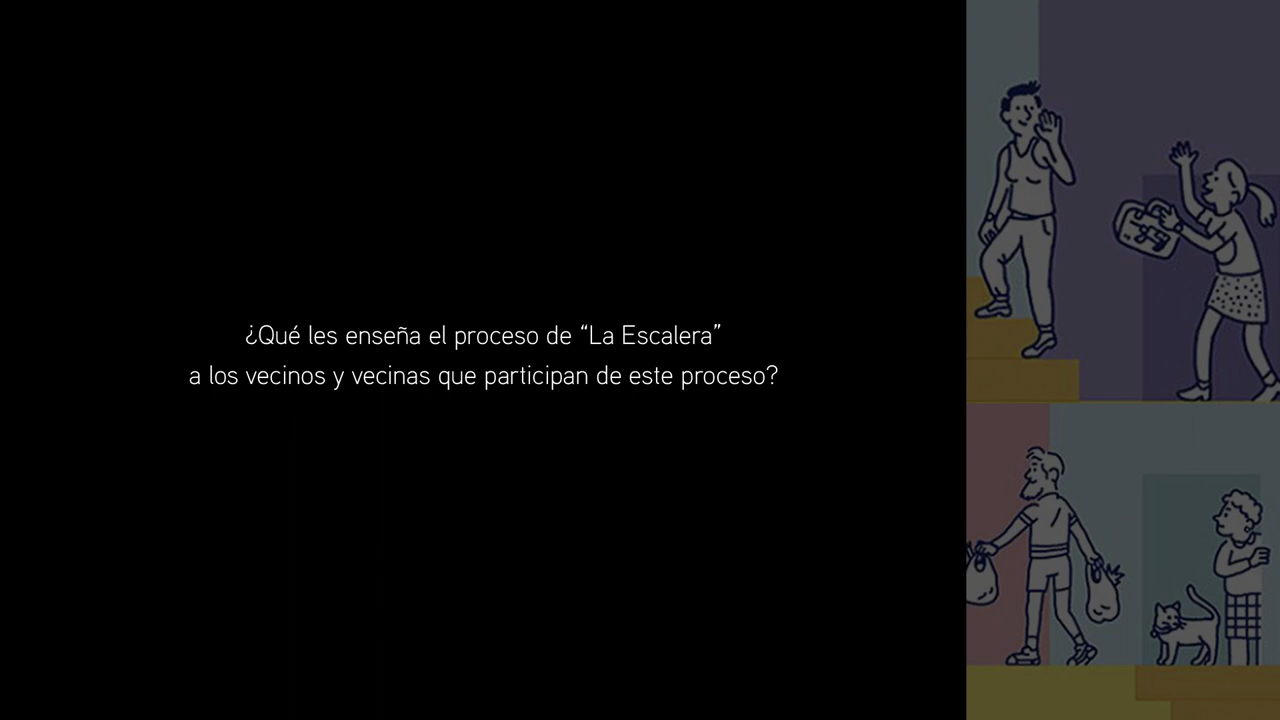 ¿Qué les enseña el proceso de “La Escalera”
a los vecinos y vecinas que participan de este proceso?